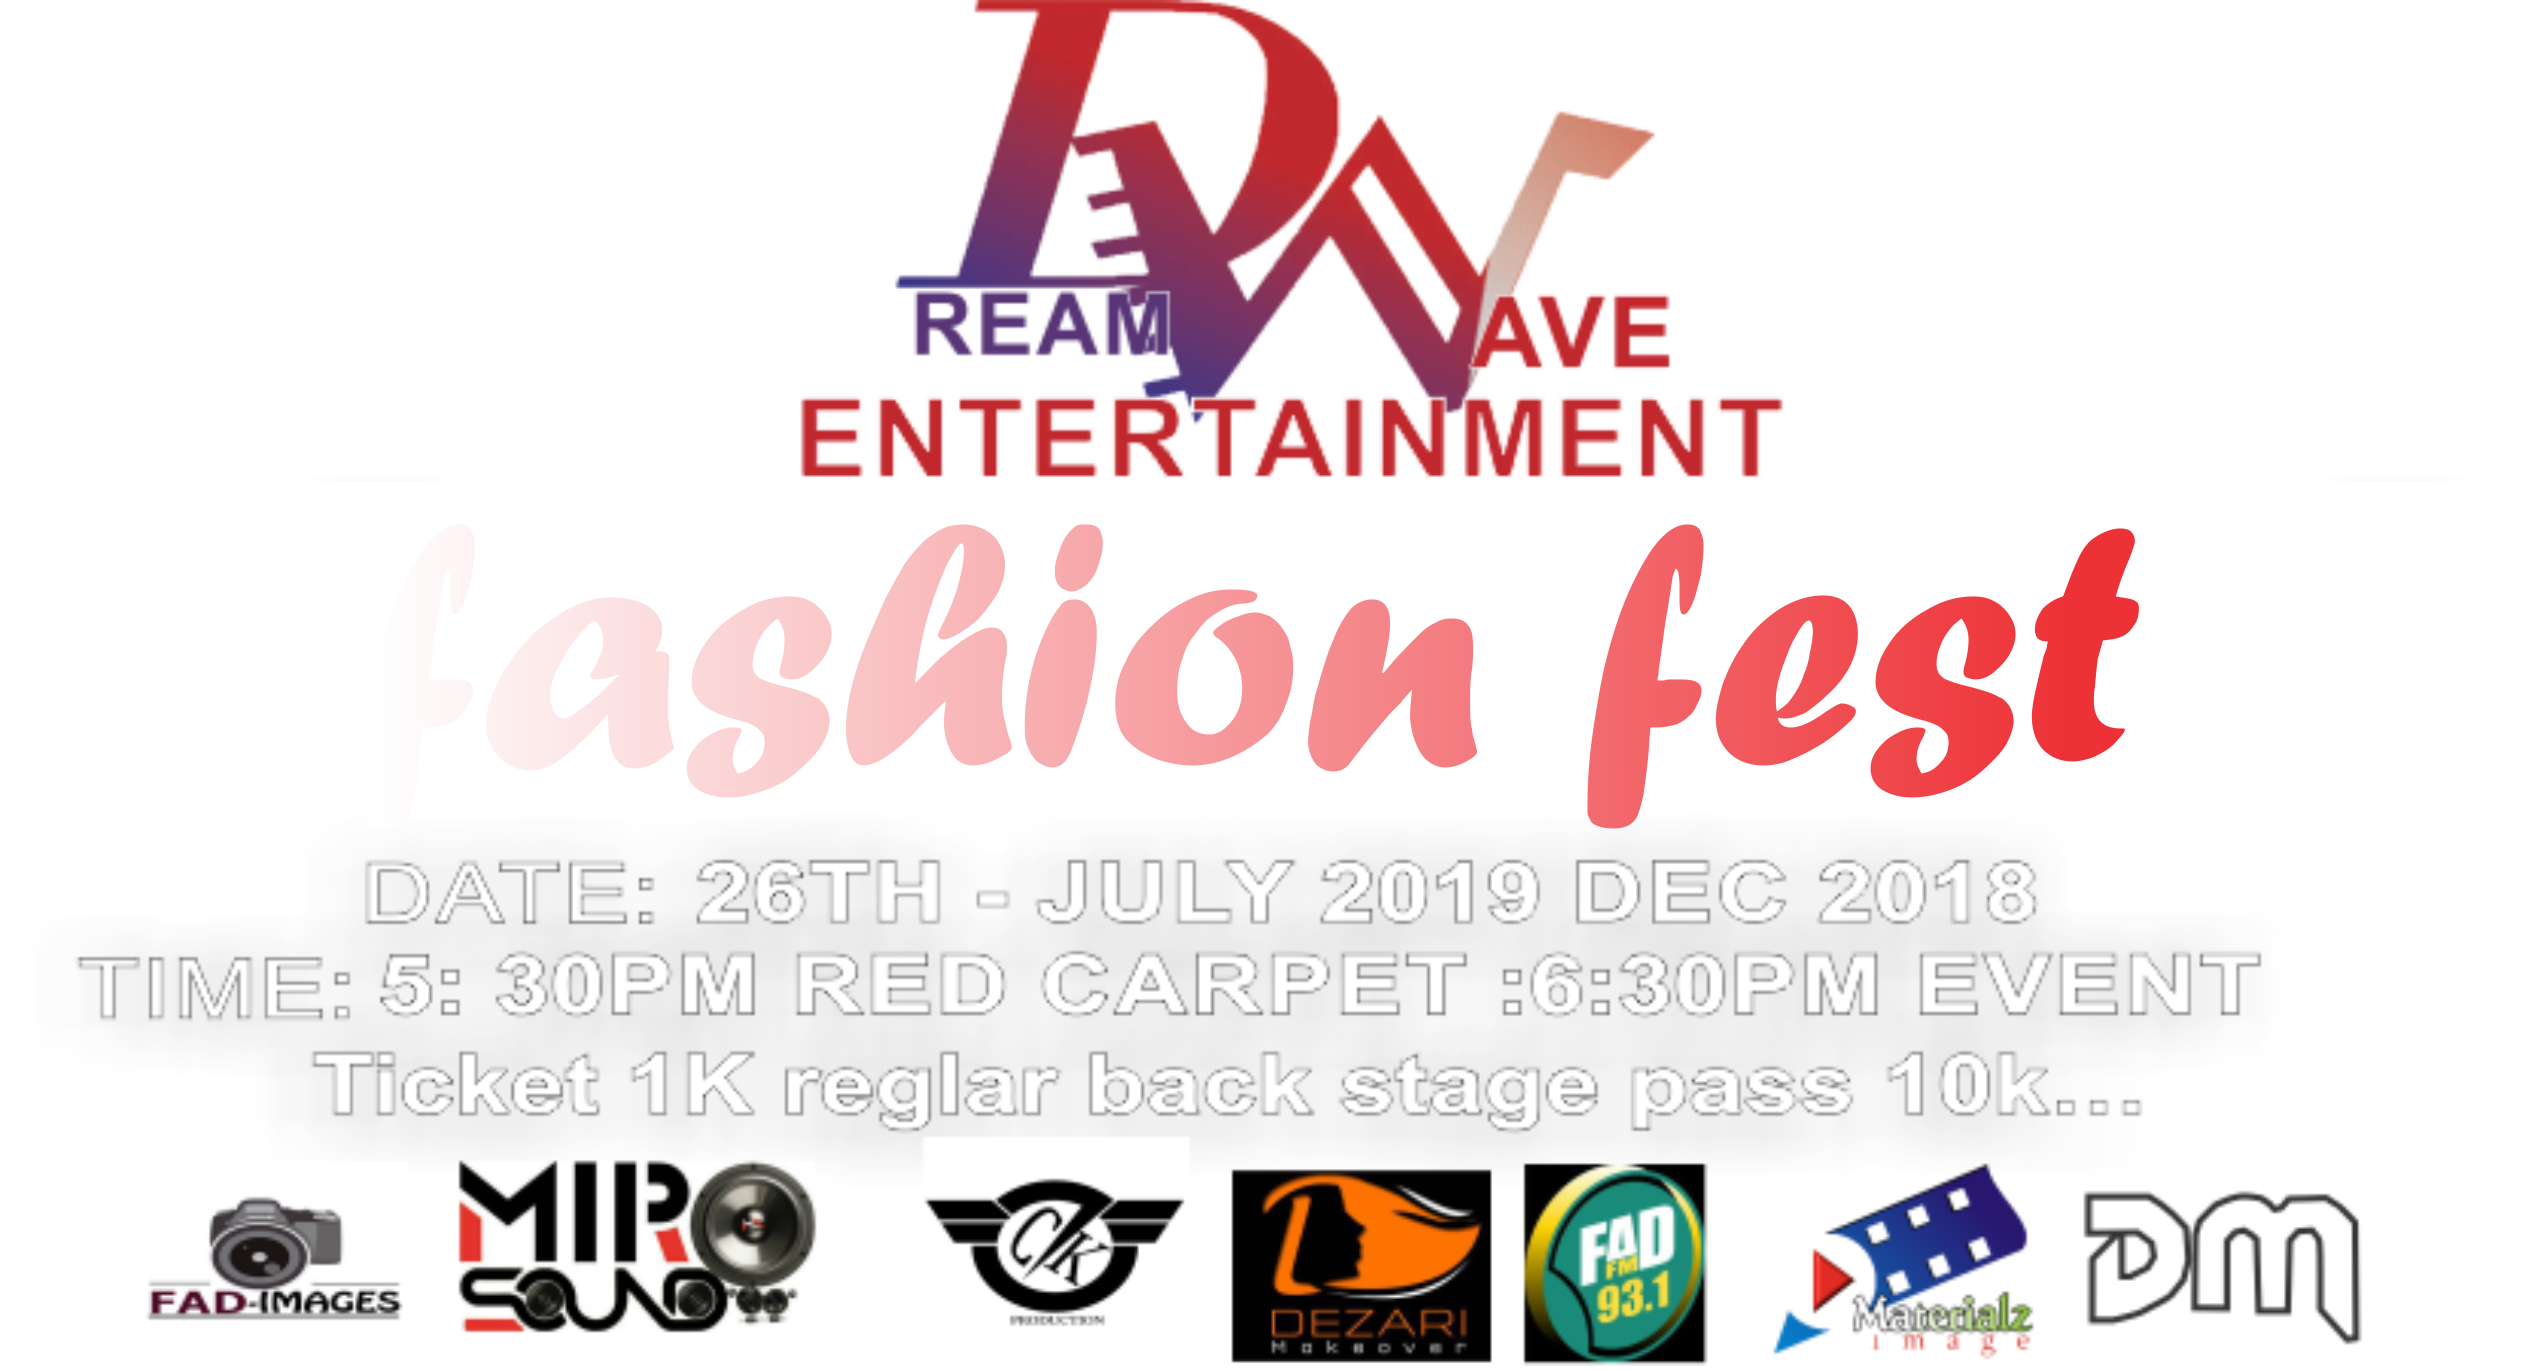 DREAM WAVE
ENTERTAINMENT
fashion fest
DATE: 26TH - JULY 2019 DEC 2018
TIME: 5: 30PM RED CARPET :6:30PM EVENT
Ticket 1K reglar back stage pass 10k...
FAD-IMAGES
MIRO
SOUND
C/K
PRODUCTION
DEZARI
Makeover
FAD
FM
93.1
Materialz
image
DM